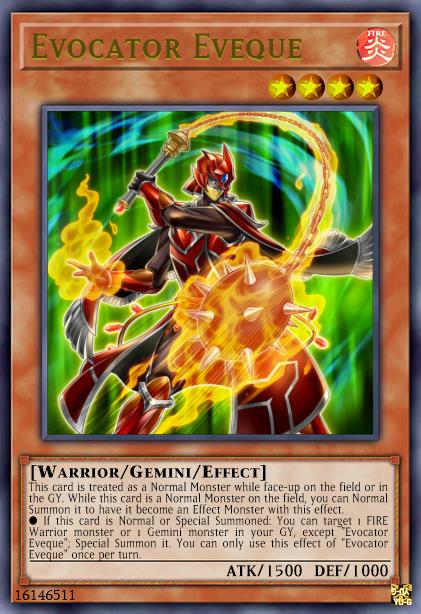 Evocator Eveque
FIRE
炎
[Warrior/Gemini/Effect]
This card is treated as a Normal Monster while face-up on the field or in
the GY. While this card is a Normal Monster on the field, you can Normal
Summon it to have it become an Effect Monster with this effect.
● If this card is Normal or Special Summoned: You can target 1 FIRE
Warrior monster or 1 Gemini monster in your GY, except "Evocator
Eveque"; Special Summon it. You can only use this effect of "Evocator
Eveque" once per turn.
ATK/1500 DEF/1000
16146511